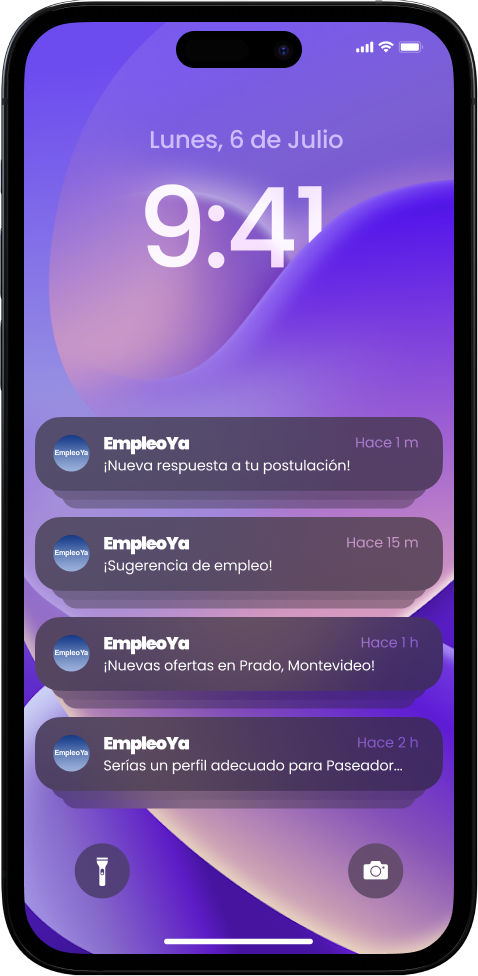 Lunes, 6 de Julio
9:41
EmpleoYa
EmpleoYa
Hace 1 m
¡Nueva respuesta a tu postulación!
EmpleoYa
EmpleoYa
Hace 15 m
¡Sugerencia de empleo!
EmpleoYa
EmpleoYa
Hace 1 h
¡Nuevas ofertas en Prado, Montevideo!
EmpleoYa
EmpleoYa
Hace 2 h
Serías un perfil adecuado para Paseador...